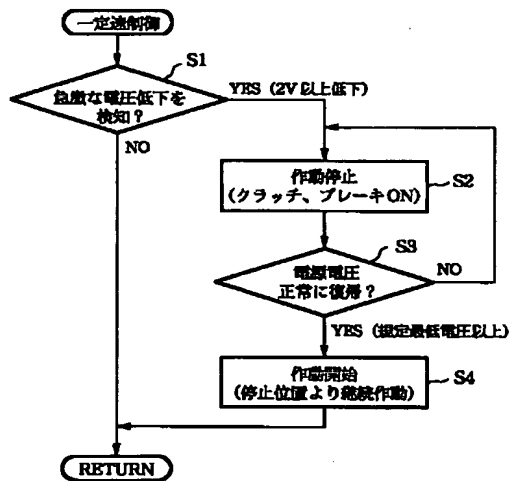 一定速制御
S1
急激な電圧低下を
検知？
YES（2V 以上低下）
NO
作動停止
（クラッチ、ブレーキON）
S2
S3
電源電圧
正常に復帰？
NO
YES（規定最低電圧以上）
作動開始
（停止位置より継続作動）
S4
RETURN